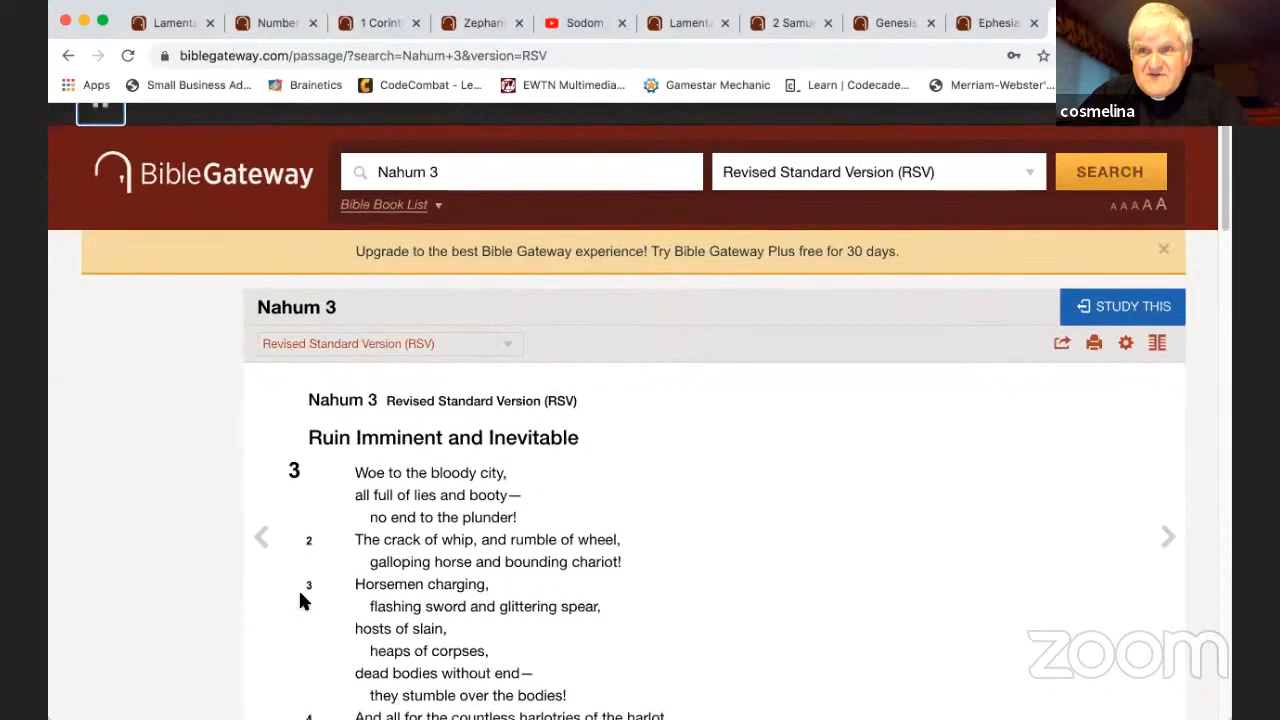 Lamenta
Number
1 Corint
Zephan
Sodom
Lamenta
2 Samue
Genesis
Ephesia
biblegateway.com/passage/?search=Nahum+3&version=RSV
Apps
Small Business Ad...
Brainetics
CodeCombat - Le...
EWTN Multimedia...
Gamestar Mechanic
Learn | Codecade...
Merriam-Webster'...
cosmelina
BibleGateway
Nahum 3
Revised Standard Version (RSV)
SEARCH
Bible Book List
A A A A A
Upgrade to the best Bible Gateway experience! Try Bible Gateway Plus free for 30 days.
Nahum 3
STUDY THIS
Revised Standard Version (RSV)
Nahum 3 Revised Standard Version (RSV)
Ruin Imminent and Inevitable
3 Woe to the bloody city,
all full of lies and booty—
no end to the plunder!
2 The crack of whip, and rumble of wheel,
galloping horse and bounding chariot!
3 Horsemen charging,
flashing sword and glittering spear,
hosts of slain,
heaps of corpses,
dead bodies without end—
they stumble over the bodies!
4 And all for the countless harlotries of the harlot
zoom